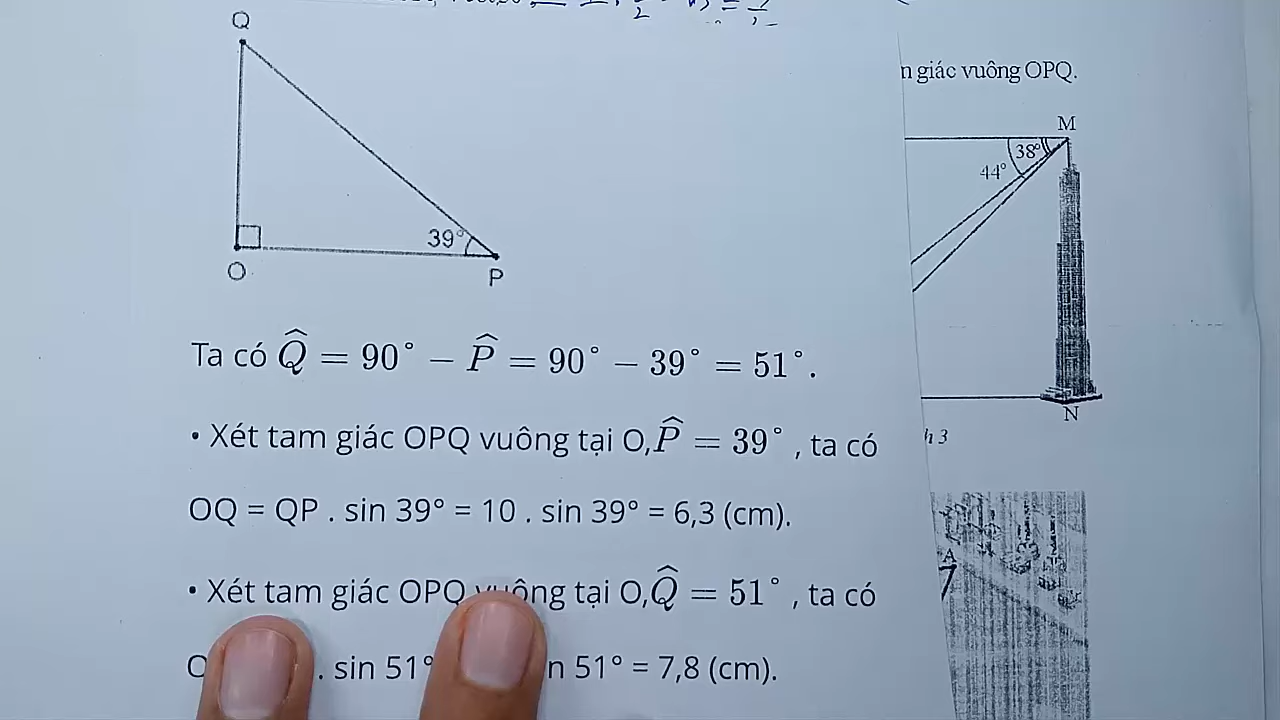 Q
39°
O
P
Ta có Q̂ = 90° − P̂ = 90° − 39° = 51°.
• Xét tam giác OPQ vuông tại O, P̂ = 39° , ta có
OQ = QP . sin 39° = 10 . sin 39° = 6,3 (cm).
• Xét tam giác OPQ vuông tại O, Q̂ = 51° , ta có
. sin 51° n 51° = 7,8 (cm).
n giác vuông OPQ.
M
38°
44°
N
h 3
A